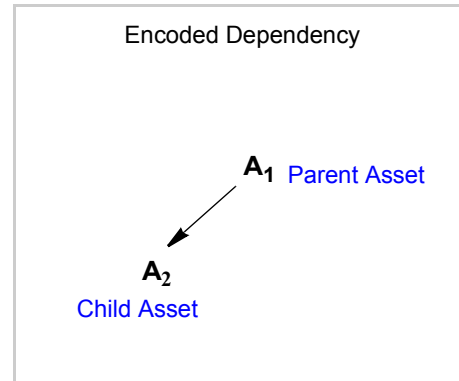 Encoded Dependency
A₁ Parent Asset
A₂
Child Asset